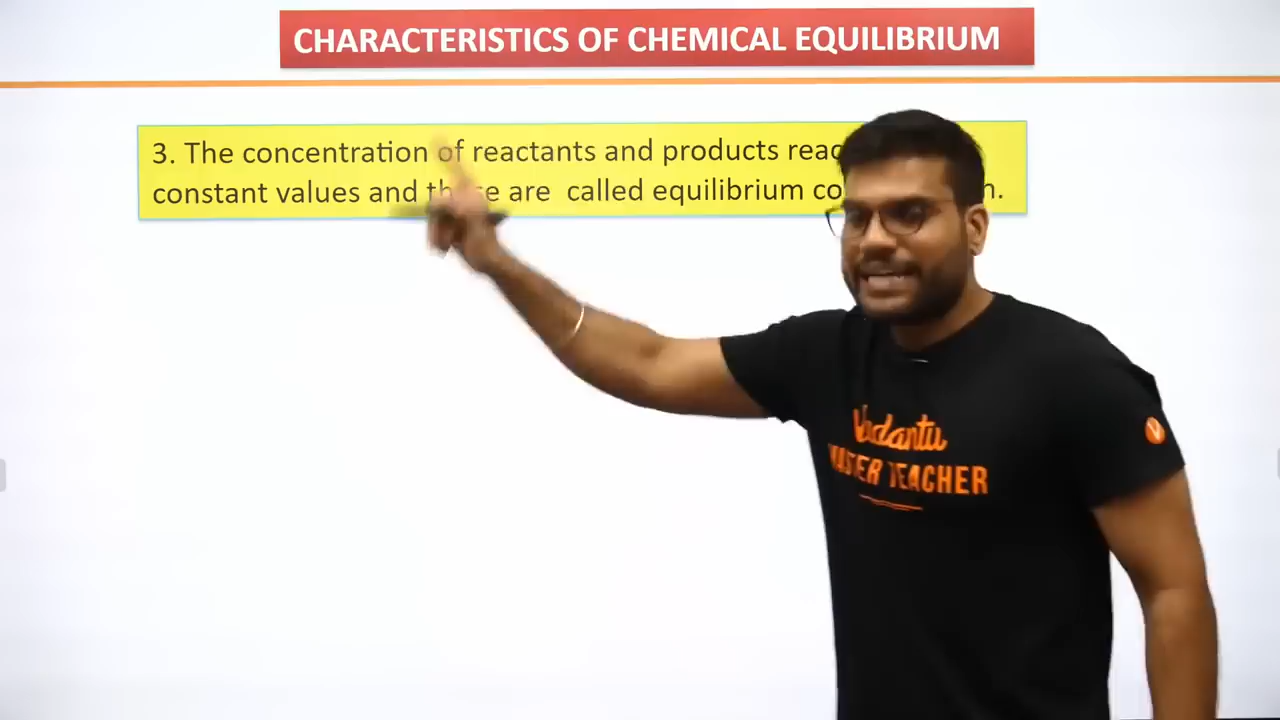 CHARACTERISTICS OF CHEMICAL EQUILIBRIUM
3. The concentration of reactants and products
constant values and are called equilibrium
Vedantu
MASTER TEACHER